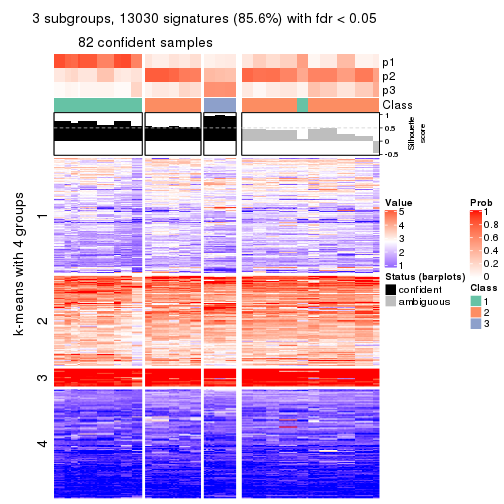 3 subgroups, 13030 signatures (85.6%) with fdr < 0.05
82 confident samples
p1
p2
p3
Class
1
0.5
0
-0.5
Silhouette
score
k-means with 4 groups
1
2
3
4
Value
5
4
3
2
1
Status (barplots)
confident
ambiguous
Prob
1
0.8
0.6
0.4
0.2
0
Class
1
2
3